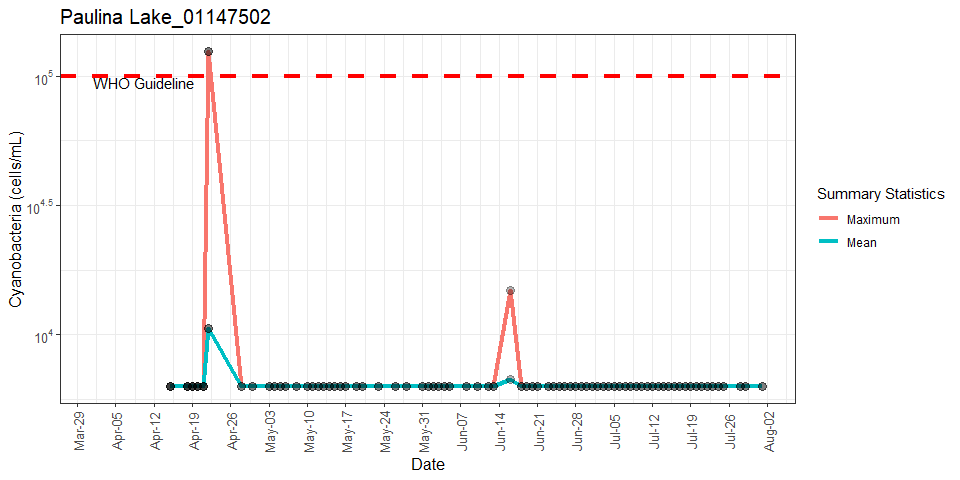 Paulina Lake_01147502
Cyanobacteria (cells/mL)
10^5
10^4.5
10^4
WHO Guideline
Mar-29
Apr-05
Apr-12
Apr-19
Apr-26
May-03
May-10
May-17
May-24
May-31
Jun-07
Jun-14
Jun-21
Jun-28
Jul-05
Jul-12
Jul-19
Jul-26
Aug-02
Date
Summary Statistics
Maximum
Mean